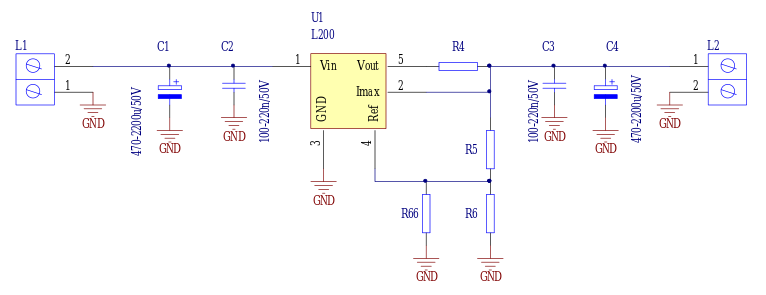 U1
L200
L1
C1
C2
R4
C3
C4
L2
2
1
Vin
Vout
5
1
1
Imax
2
2
+
+
GND
Ref
GND
GND
GND
470-2200u/50V
100-220n/50V
100-220n/50V
470-2200u/50V
GND
GND
GND
3
4
R5
GND
R66
R6
GND
GND